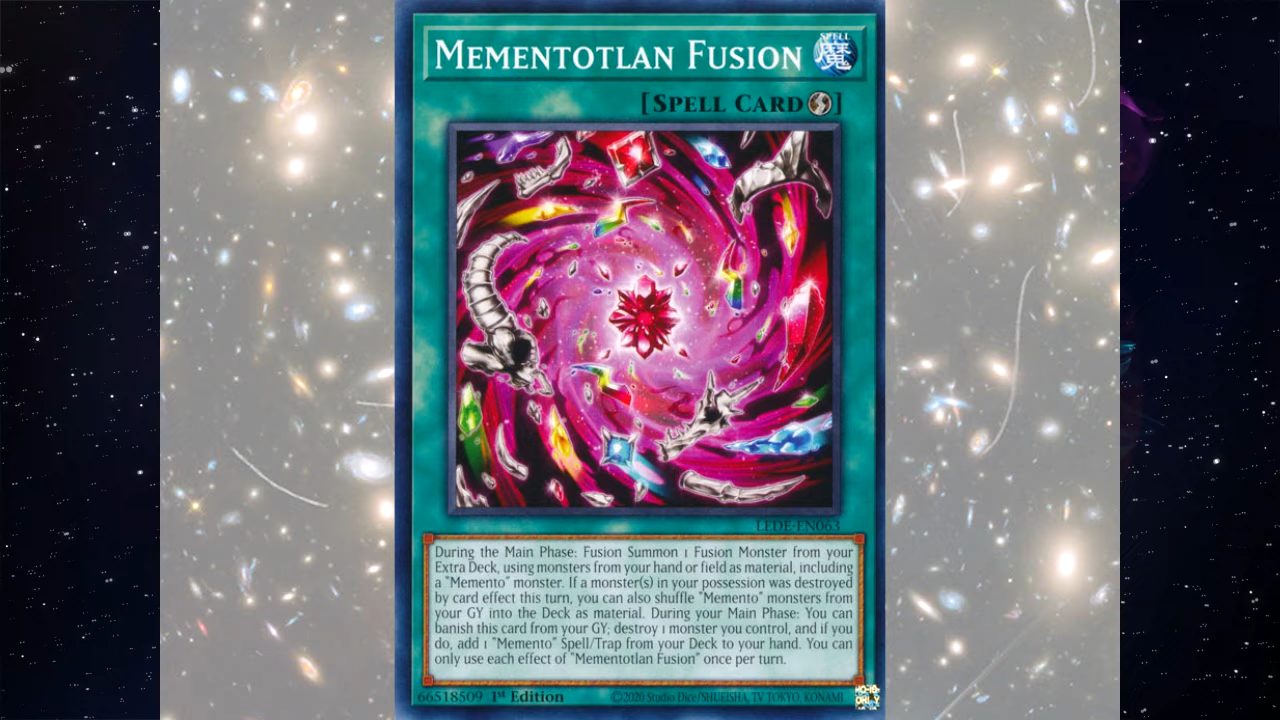 MEMENTOTLAN FUSION
SPELL
魔
[SPELL CARD]
LEDE-EN063
During the Main Phase: Fusion Summon 1 Fusion Monster from your
Extra Deck, using monsters from your hand or field as material, including
a "Memento" monster. If a monster(s) in your possession was destroyed
by card effect this turn, you can also shuffle "Memento" monsters from
your GY into the Deck as material. During your Main Phase: You can
banish this card from your GY; destroy 1 monster you control, and if you
do, add 1 "Memento" Spell/Trap from your Deck to your hand. You can
only use each effect of "Mementotlan Fusion" once per turn.
66518509 1st Edition ©2020 Studio Dice/SHUEISHA, TV TOKYO, KONAMI